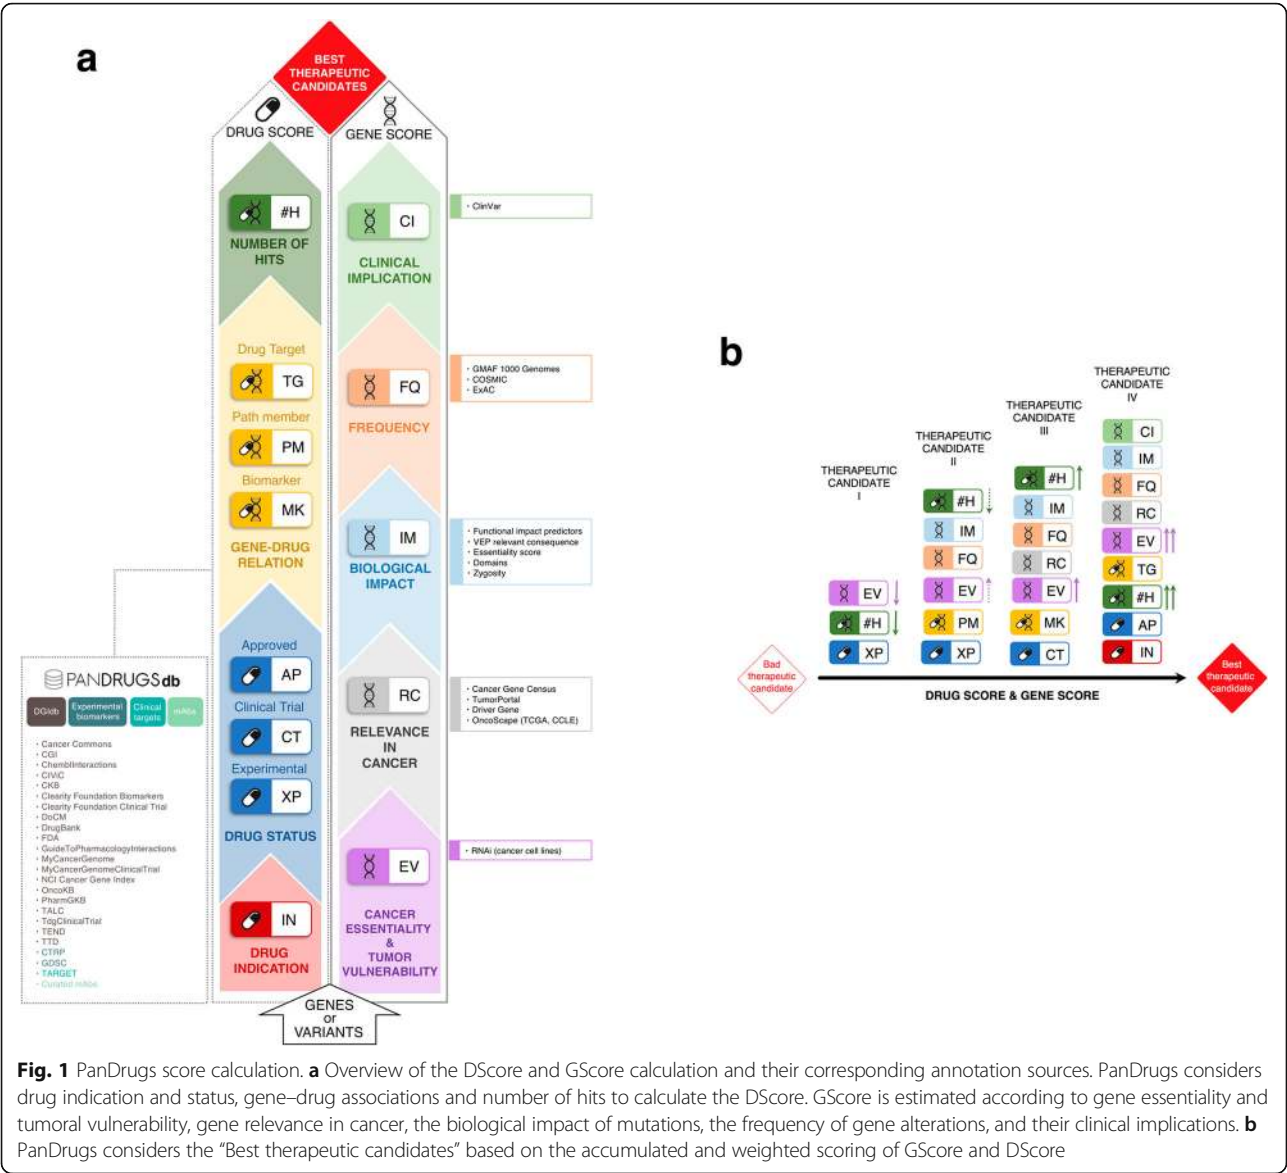 a
BEST
THERAPEUTIC
CANDIDATES
DRUG SCORE
GENE SCORE
#H
NUMBER OF
HITS
Drug Target
TG
Path member
PM
Biomarker
MK
GENE-DRUG
RELATION
Approved
AP
Clinical Trial
CT
Experimental
XP
DRUG STATUS
IN
DRUG
INDICATION
CI
CLINICAL
IMPLICATION
FQ
FREQUENCY
IM
BIOLOGICAL
IMPACT
RC
RELEVANCE
IN
CANCER
EV
CANCER
ESSENTIALITY
&
TUMOR
VULNERABILITY
GENES
or
VARIANTS
• ClinVar
• GMAF 1000 Genomes
• COSMIC
• ExAC
• Functional impact predictors
• VEP relevant consequence
• Essentiality score
• Domains
• Zygosity
• Cancer Gene Census
• TumorPortal
• Driver Gene
• OncoScape (TCGA, CCLE)
• RNAi (cancer cell lines)
PANDRUGSdb
DGIdb
Experimental
biomarkers
Clinical
targets
mAbs
• Cancer Commons
• CGI
• ChemblInteractions
• CIViC
• CKB
• Clearity Foundation Biomarkers
• Clearity Foundation Clinical Trial
• DoCM
• DrugBank
• FDA
• GuideToPharmacologyInteractions
• MyCancerGenome
• MyCancerGenomeClinicalTrial
• NCI Cancer Gene Index
• OncoKB
• PharmGKB
• TALC
• TdgClinicalTrial
• TEND
• TTD
• CTRP
• GDSC
• TARGET
• Curated mAbs
b
THERAPEUTIC
CANDIDATE
I
EV
#H
XP
THERAPEUTIC
CANDIDATE
II
#H
IM
FQ
EV
PM
XP
THERAPEUTIC
CANDIDATE
III
#H
IM
FQ
RC
EV
MK
CT
THERAPEUTIC
CANDIDATE
IV
CI
IM
FQ
RC
EV
TG
#H
AP
IN
Bad
therapeutic
candidate
Best
therapeutic
candidate
DRUG SCORE & GENE SCORE
Fig. 1 PanDrugs score calculation. a Overview of the DScore and GScore calculation and their corresponding annotation sources. PanDrugs considers
drug indication and status, gene–drug associations and number of hits to calculate the DScore. GScore is estimated according to gene essentiality and
tumoral vulnerability, gene relevance in cancer, the biological impact of mutations, the frequency of gene alterations, and their clinical implications. b
PanDrugs considers the “Best therapeutic candidates” based on the accumulated and weighted scoring of GScore and DScore